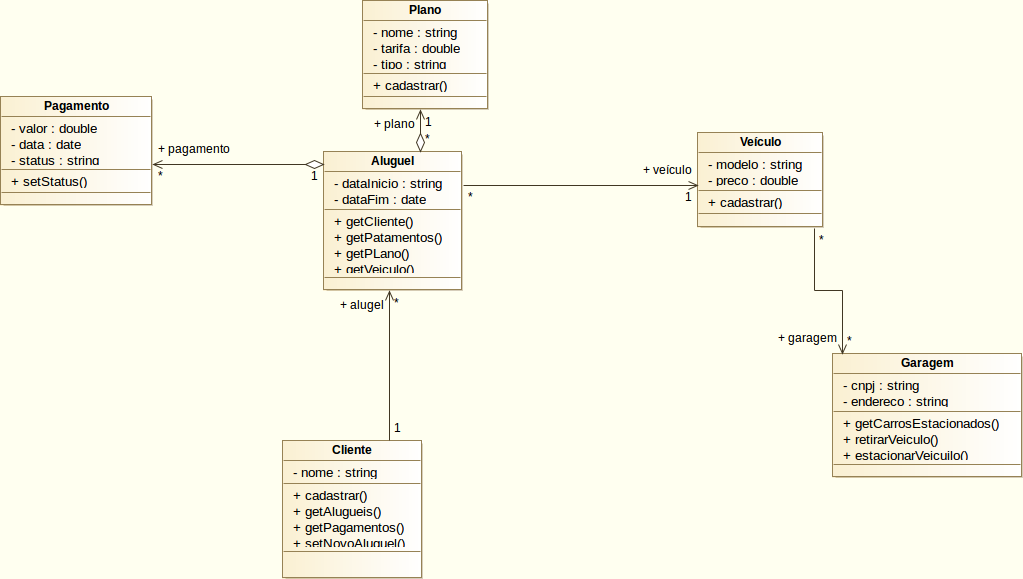 Plano
- nome : string
- tarifa : double
- tipo : string
+ cadastrar()
Pagamento
- valor : double
- data : date
- status : string
+ setStatus()
+ pagamento
*
1
+ plano
1
*
Aluguel
- dataInicio : string
- dataFim : date
+ getCliente()
+ getPatamentos()
+ getPLano()
+ getVeiculo()
*
+ veículo
1
Veículo
- modelo : string
- preco : double
+ cadastrar()
*
+ garagem
*
Garagem
- cnpj : string
- endereco : string
+ getCarrosEstacionados()
+ retirarVeiculo()
+ estacionarVeicuilo()
+ alugel
*
1
Cliente
- nome : string
+ cadastrar()
+ getAlugueis()
+ getPagamentos()
+ setNovoAluguel()